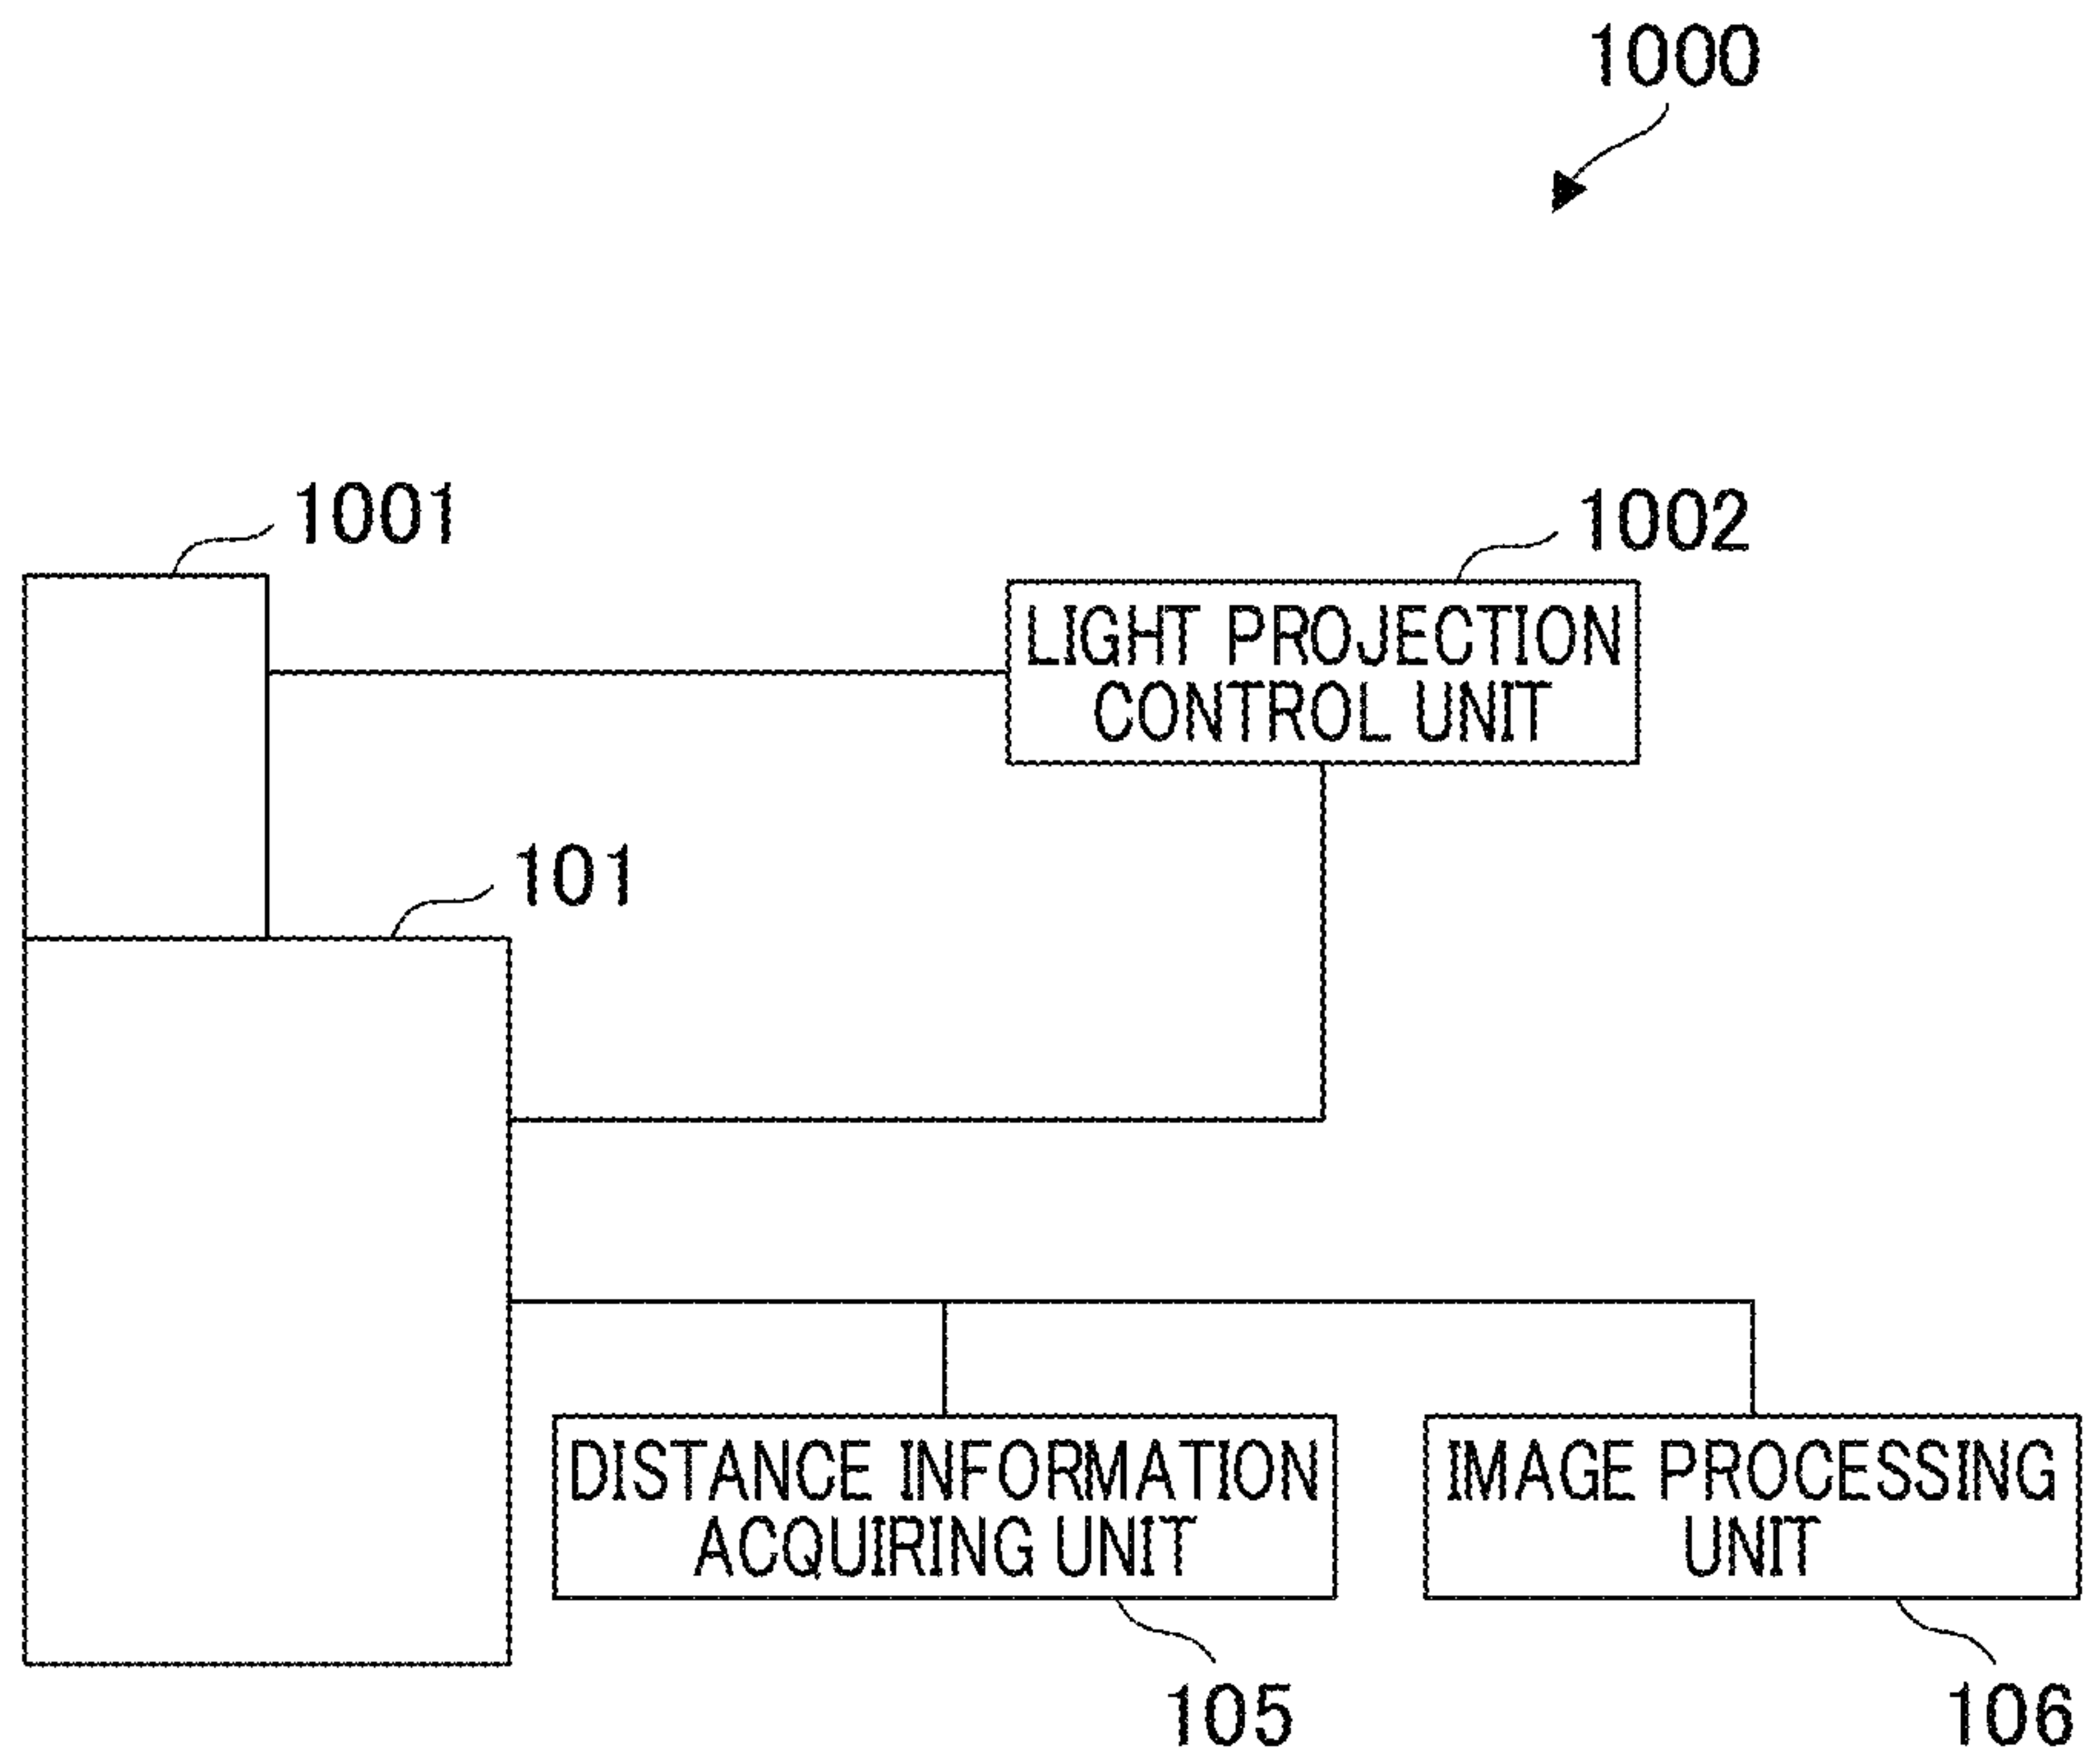 1000
1001
1002
LIGHT PROJECTION
CONTROL UNIT
101
DISTANCE INFORMATION
ACQUIRING UNIT
IMAGE PROCESSING
UNIT
105
106